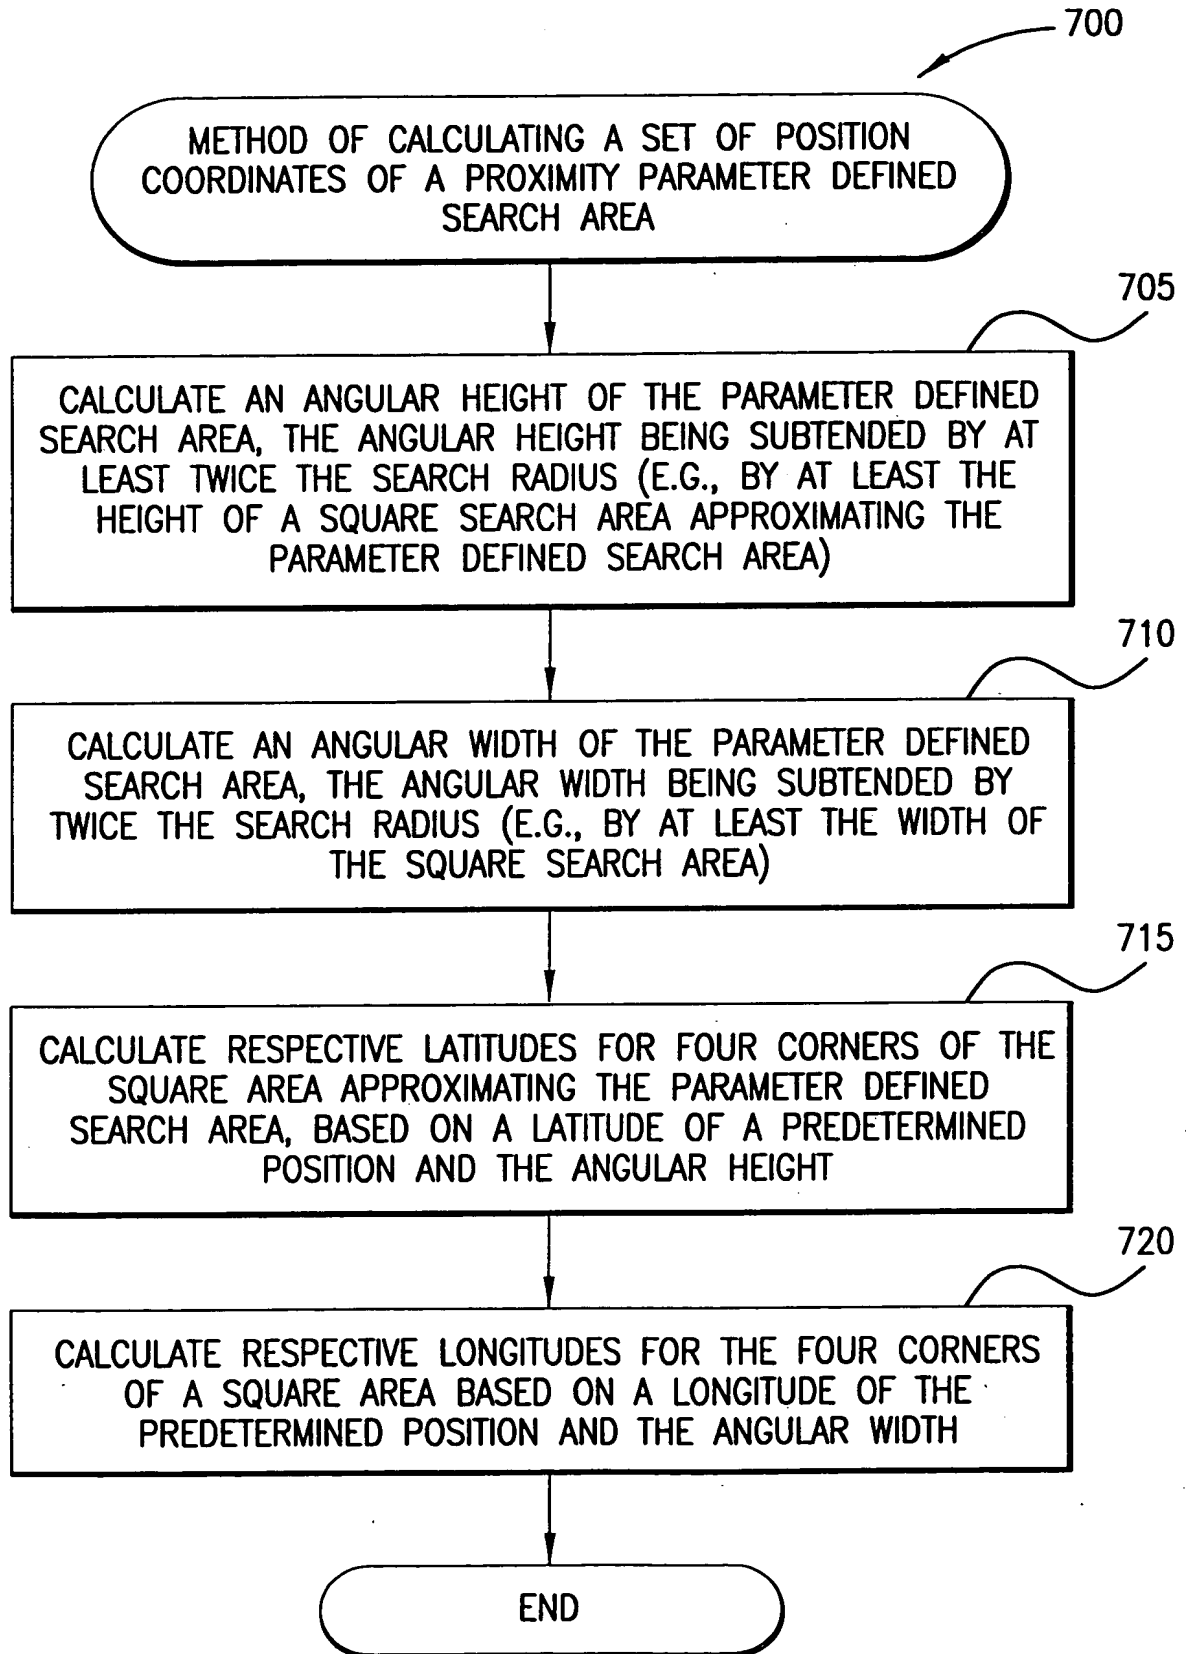 700
METHOD OF CALCULATING A SET OF POSITION
COORDINATES OF A PROXIMITY PARAMETER DEFINED
SEARCH AREA
705
CALCULATE AN ANGULAR HEIGHT OF THE PARAMETER DEFINED
SEARCH AREA, THE ANGULAR HEIGHT BEING SUBTENDED BY AT
LEAST TWICE THE SEARCH RADIUS (E.G., BY AT LEAST THE
HEIGHT OF A SQUARE SEARCH AREA APPROXIMATING THE
PARAMETER DEFINED SEARCH AREA)
710
CALCULATE AN ANGULAR WIDTH OF THE PARAMETER DEFINED
SEARCH AREA, THE ANGULAR WIDTH BEING SUBTENDED BY
TWICE THE SEARCH RADIUS (E.G., BY AT LEAST THE WIDTH OF
THE SQUARE SEARCH AREA)
715
CALCULATE RESPECTIVE LATITUDES FOR FOUR CORNERS OF THE
SQUARE AREA APPROXIMATING THE PARAMETER DEFINED
SEARCH AREA, BASED ON A LATITUDE OF A PREDETERMINED
POSITION AND THE ANGULAR HEIGHT
720
CALCULATE RESPECTIVE LONGITUDES FOR THE FOUR CORNERS
OF A SQUARE AREA BASED ON A LONGITUDE OF THE
PREDETERMINED POSITION AND THE ANGULAR WIDTH
END